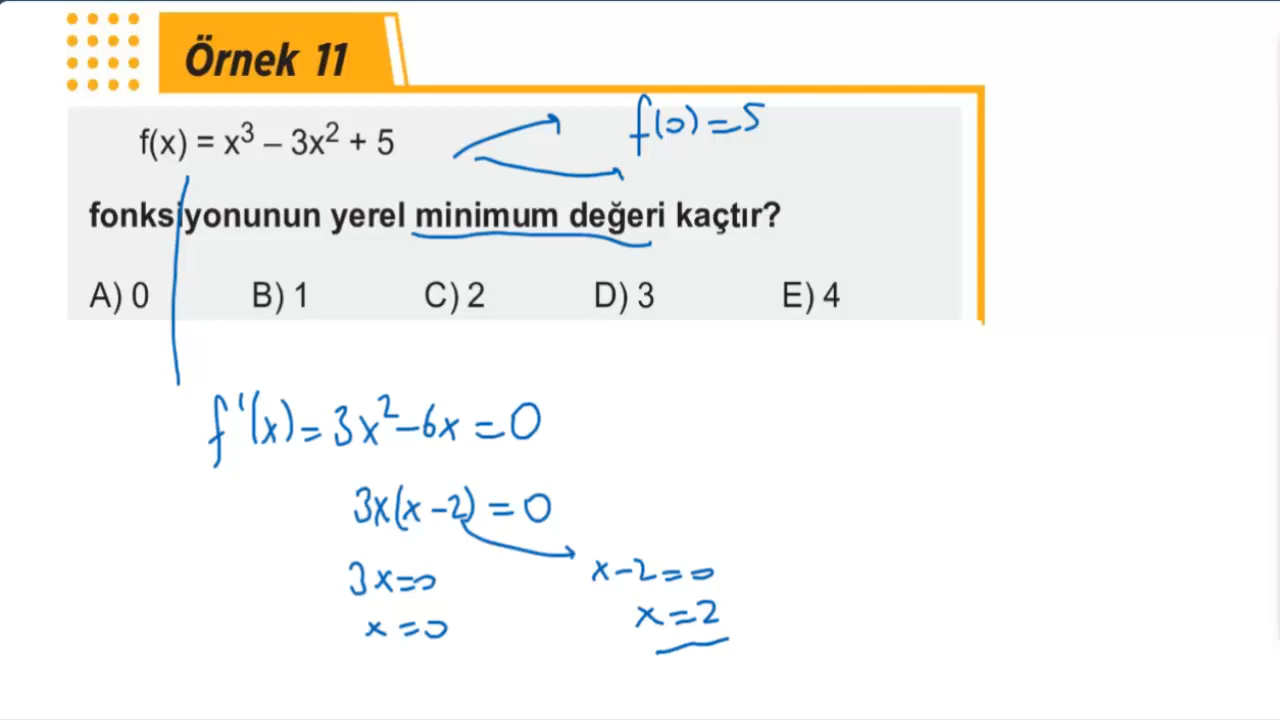 Örnek 11
f(x) = x³ – 3x² + 5
f(0)=5
fonksiyonunun yerel minimum değeri kaçtır?
A) 0 B) 1 C) 2 D) 3 E) 4
f'(x)=3x²-6x=0
3x(x-2)=0
3x=0 x-2=0
x=0 x=2